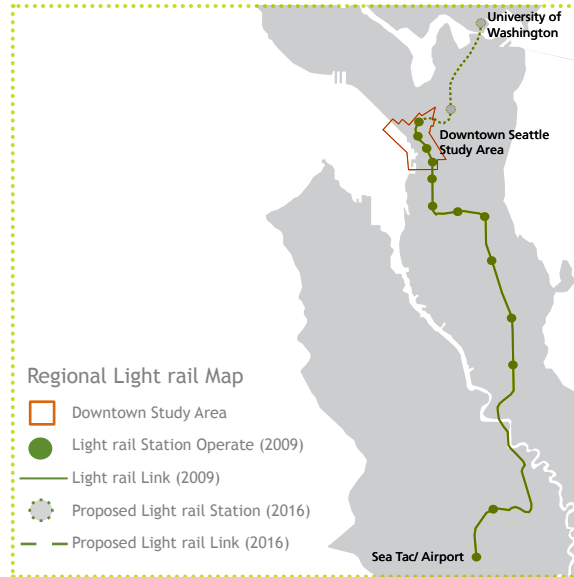 University of
Washington
Downtown Seattle
Study Area
Regional Light rail Map
Downtown Study Area
Light rail Station Operate (2009)
Light rail Link (2009)
Proposed Light rail Station (2016)
Proposed Light rail Link (2016)
Sea Tac/ Airport